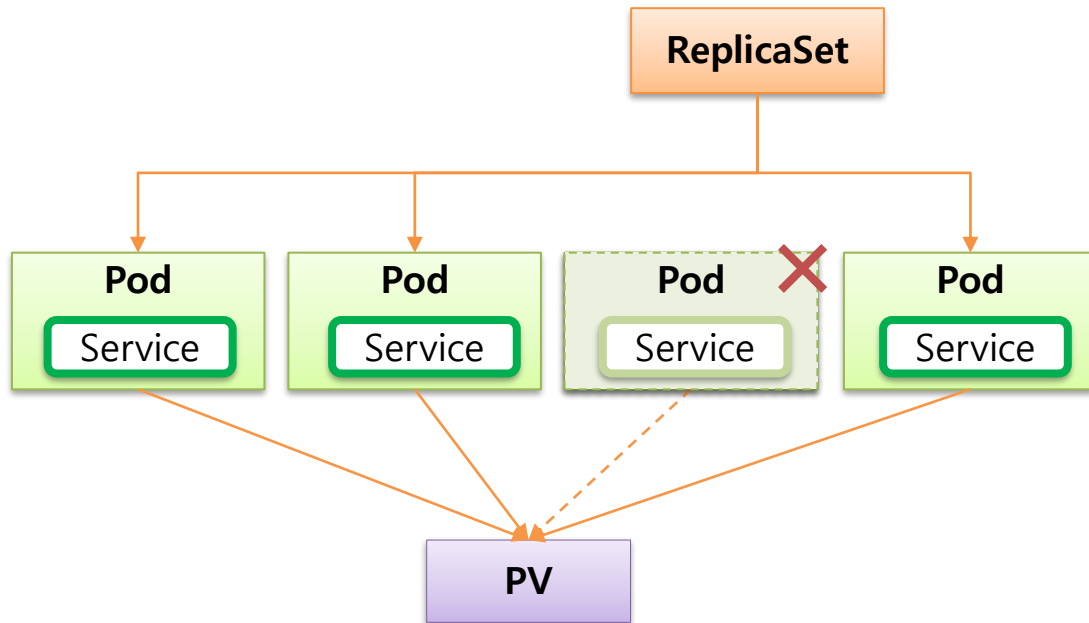 ReplicaSet
Pod
Service
Pod
Service
Pod
Service
Pod
Service
PV